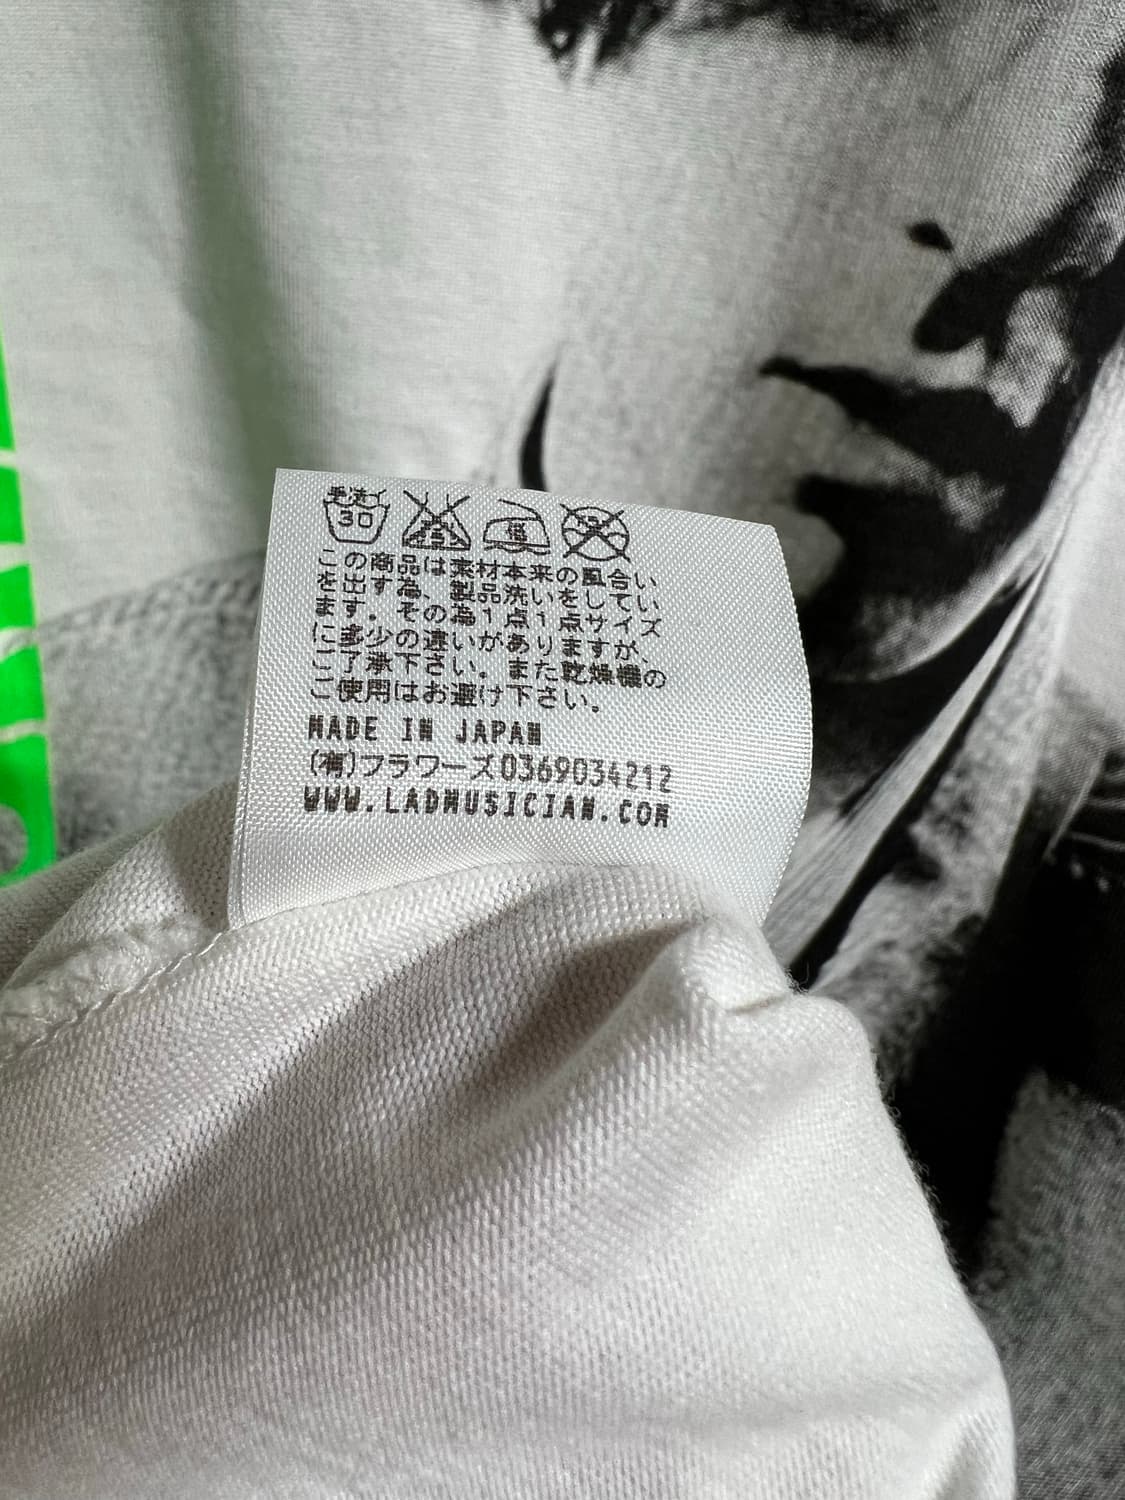 手洗イ
30
この商品は素材本来の風合い
を出す為、製品洗いをしてい
ます。その為1点1点サイズ
に多少の違いがありますが、
ご了承下さい。また乾燥機の
ご使用はお避け下さい。
MADE IN JAPAN
(有)フラワーズ0369034212
WWW.LADMUSICIAN.COM